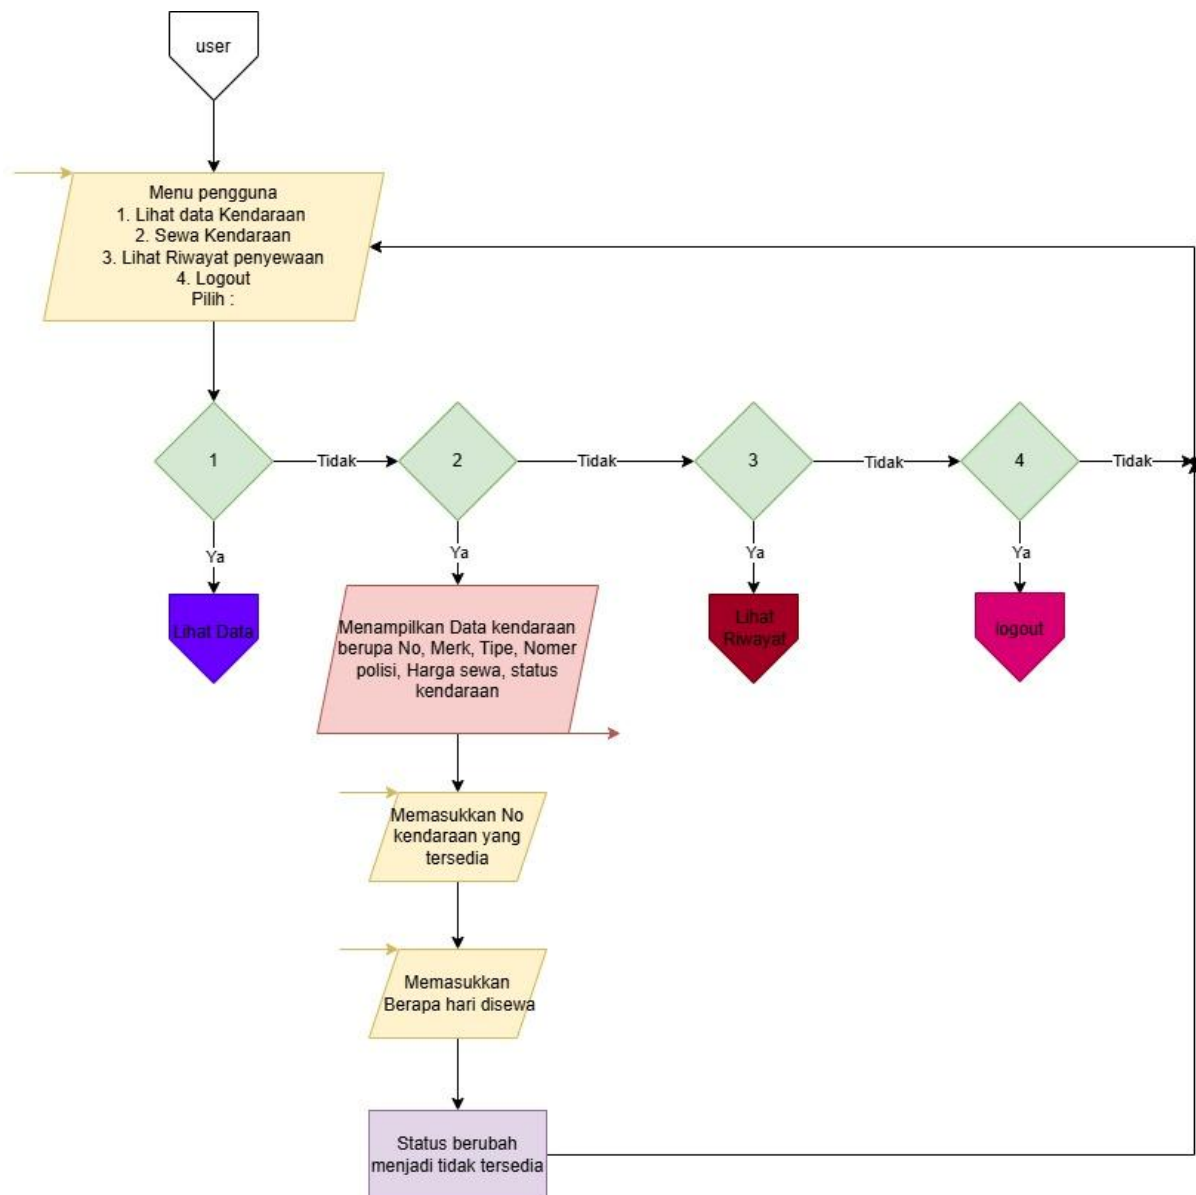 user
Menu pengguna
1. Lihat data Kendaraan
2. Sewa Kendaraan
3. Lihat Riwayat penyewaan
4. Logout
Pilih :
1
Tidak
2
Tidak
3
Tidak
4
Tidak
Ya
Ya
Ya
Ya
Lihat Data
Menampilkan Data kendaraan
berupa No, Merk, Tipe, Nomer
polisi, Harga sewa, status
kendaraan
Lihat
Riwayat
logout
Memasukkan No
kendaraan yang
tersedia
Memasukkan
Berapa hari disewa
Status berubah
menjadi tidak tersedia